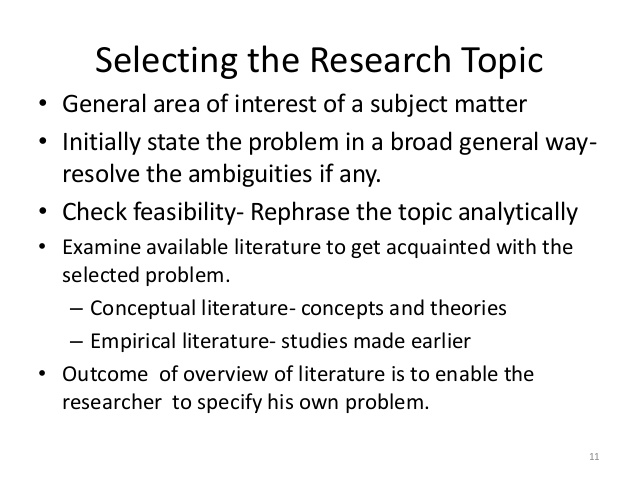 Selecting the Research Topic
• General area of interest of a subject matter
• Initially state the problem in a broad general way-
resolve the ambiguities if any.
• Check feasibility- Rephrase the topic analytically
• Examine available literature to get acquainted with the
selected problem.
– Conceptual literature- concepts and theories
– Empirical literature- studies made earlier
• Outcome  of overview of literature is to enable the
researcher  to specify his own problem.
11